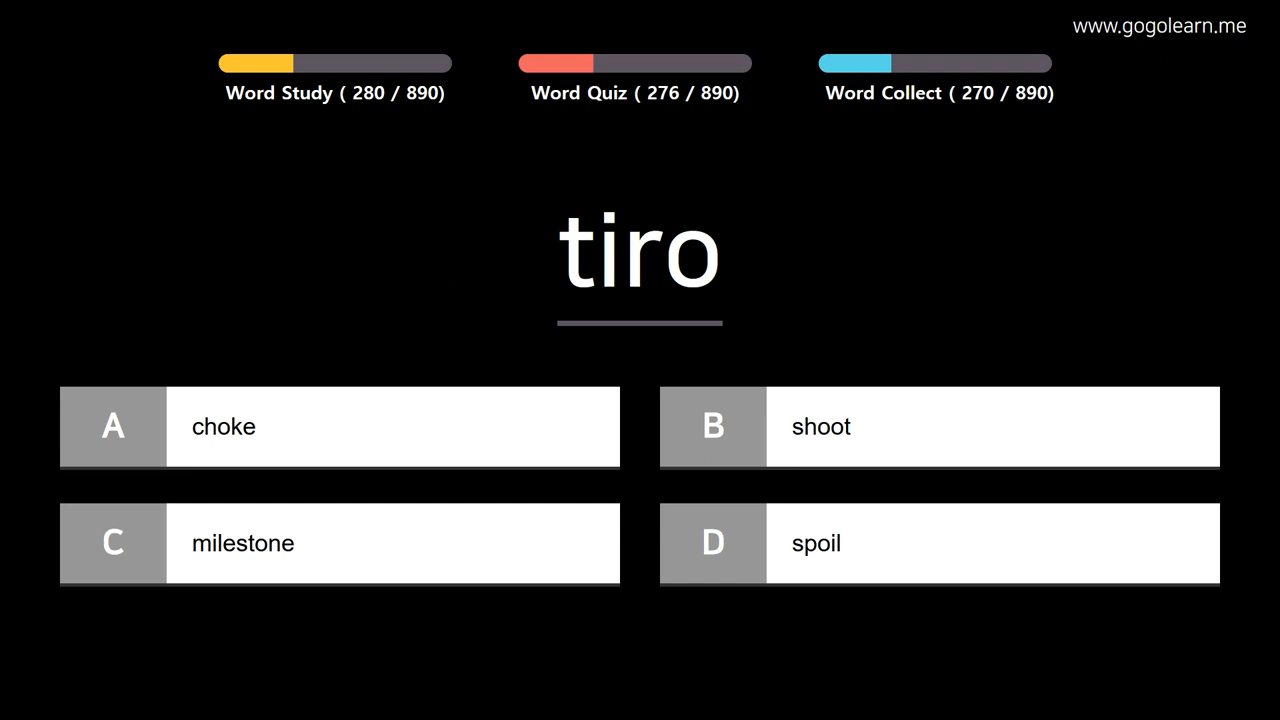 www.gogolearn.me
Word Study ( 280 / 890)
Word Quiz ( 276 / 890)
Word Collect ( 270 / 890)
tiro
A choke
B shoot
C milestone
D spoil